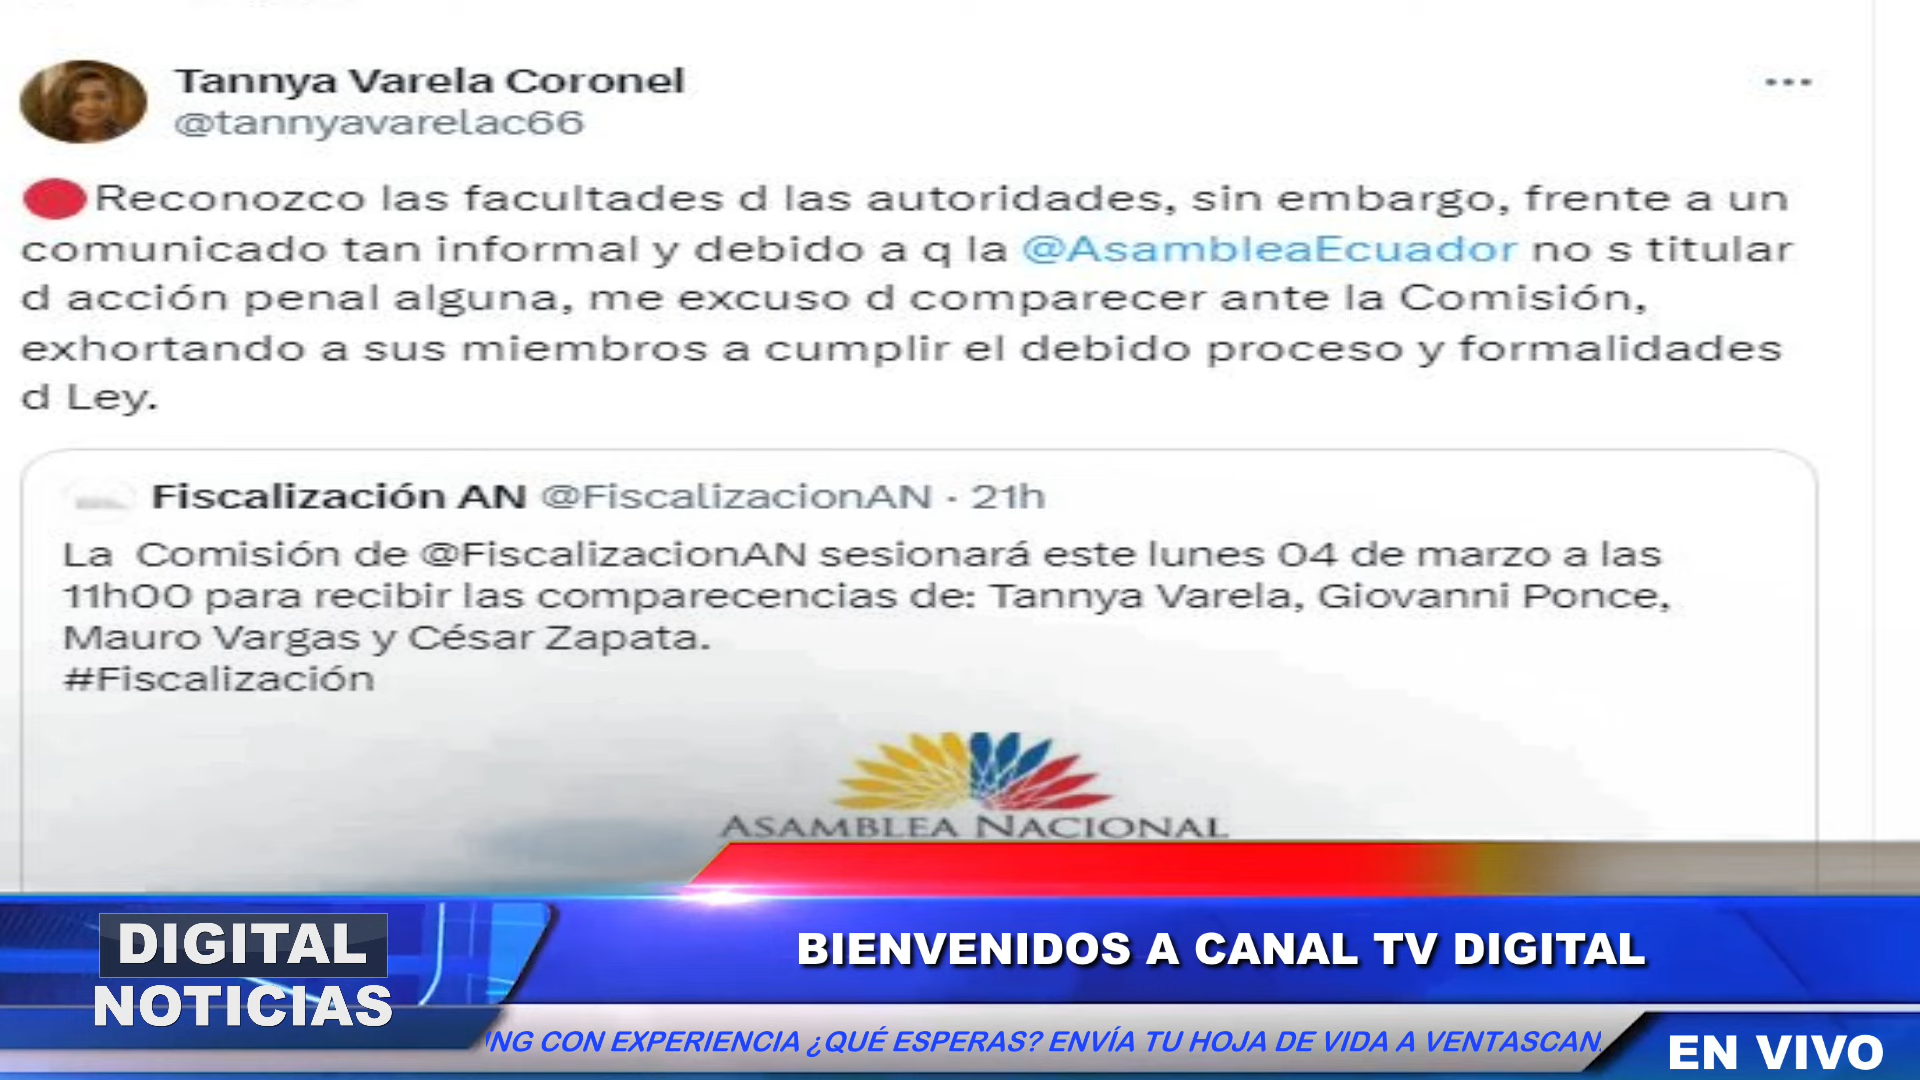 Tannya Varela Coronel
@tannyavarelac66
Reconozco las facultades d las autoridades, sin embargo, frente a un
comunicado tan informal y debido a q la @AsambleaEcuador no s titular
d acción penal alguna, me excuso d comparecer ante la Comisión,
exhortando a sus miembros a cumplir el debido proceso y formalidades
d Ley.
Fiscalización AN @FiscalizacionAN · 21h
La Comisión de @FiscalizacionAN sesionará este lunes 04 de marzo a las
11h00 para recibir las comparecencias de: Tannya Varela, Giovanni Ponce,
Mauro Vargas y César Zapata.
#Fiscalización
ASAMBLEA NACIONAL
DIGITAL
NOTICIAS
BIENVENIDOS A CANAL TV DIGITAL
NG CON EXPERIENCIA ¿QUÉ ESPERAS? ENVÍA TU HOJA DE VIDA A VENTASCAN
EN VIVO